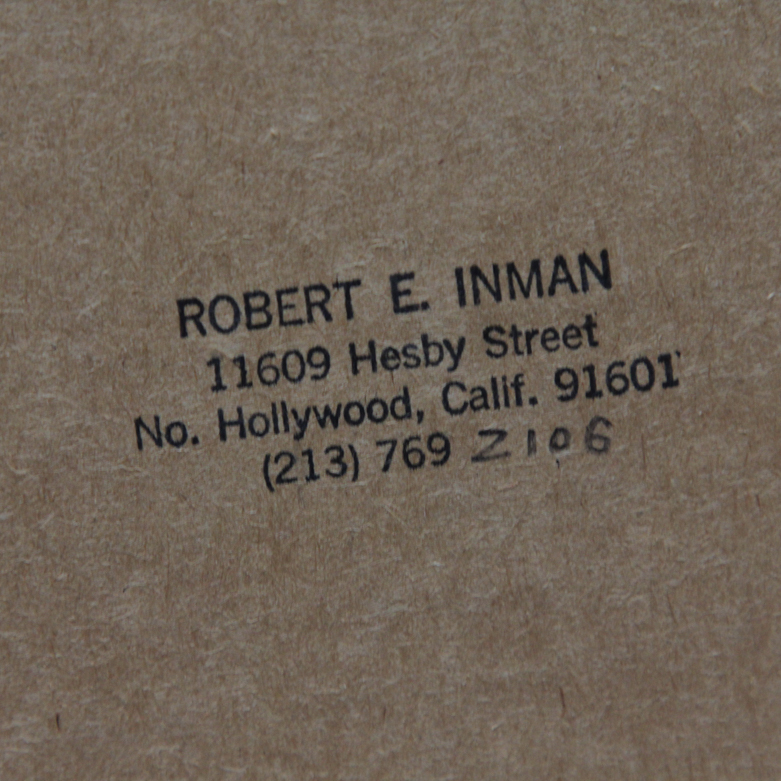 ROBERT E. INMAN
11609 Hesby Street
No. Hollywood, Calif. 91601
(213) 769 2106